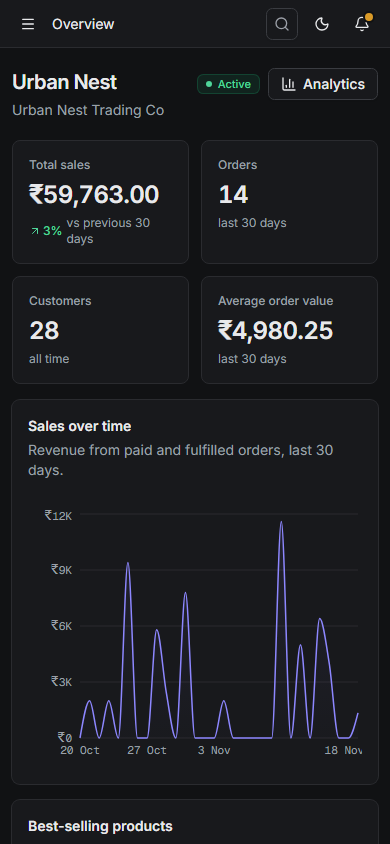 Overview
Urban Nest
Active
Analytics
Urban Nest Trading Co
Total sales
₹59,763.00
3% vs previous 30
days
Orders
14
last 30 days
Customers
28
all time
Average order value
₹4,980.25
last 30 days
Sales over time
Revenue from paid and fulfilled orders, last 30
days.
₹12K
₹9K
₹6K
₹3K
₹0
20 Oct 27 Oct 3 Nov 18 Nov
Best-selling products